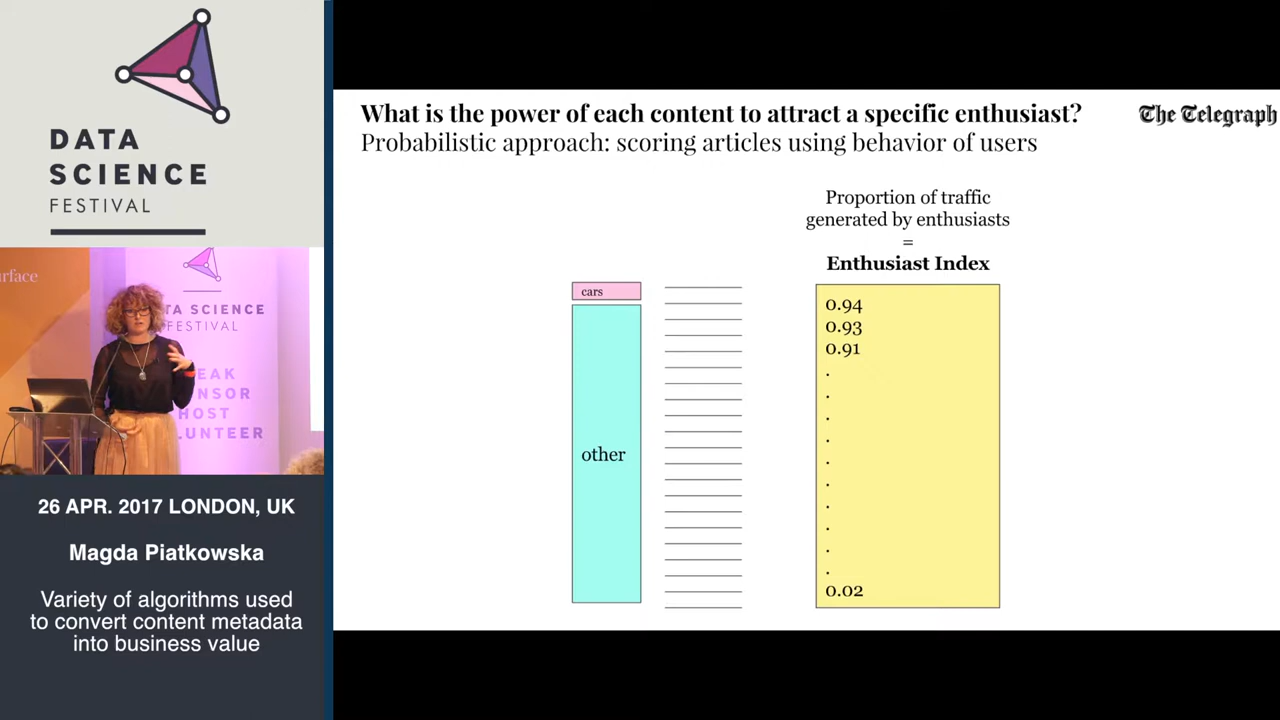 DATA
SCIENCE
FESTIVAL
rface
TA SCIENCE
FESTIVAL
EAK
NSOR
HOST
LUNTEER
26 APR. 2017 LONDON, UK
Magda Piatkowska
Variety of algorithms used
to convert content metadata
into business value
What is the power of each content to attract a specific enthusiast?
The Telegraph
Probabilistic approach: scoring articles using behavior of users
Proportion of traffic
generated by enthusiasts
=
Enthusiast Index
cars
other
0.94
0.93
0.91
.
.
.
.
.
.
.
.
.
.
0.02